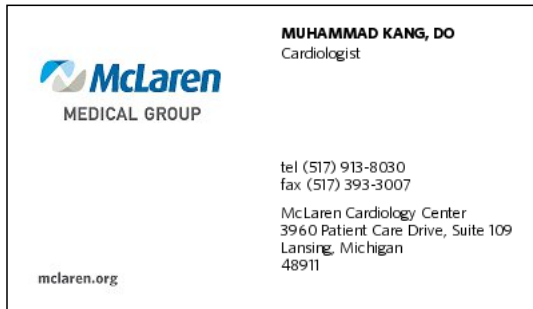 McLaren
MEDICAL GROUP
mclaren.org
MUHAMMAD KANG, DO
Cardiologist
tel (517) 913-8030
fax (517) 393-3007
McLaren Cardiology Center
3960 Patient Care Drive, Suite 109
Lansing, Michigan
48911